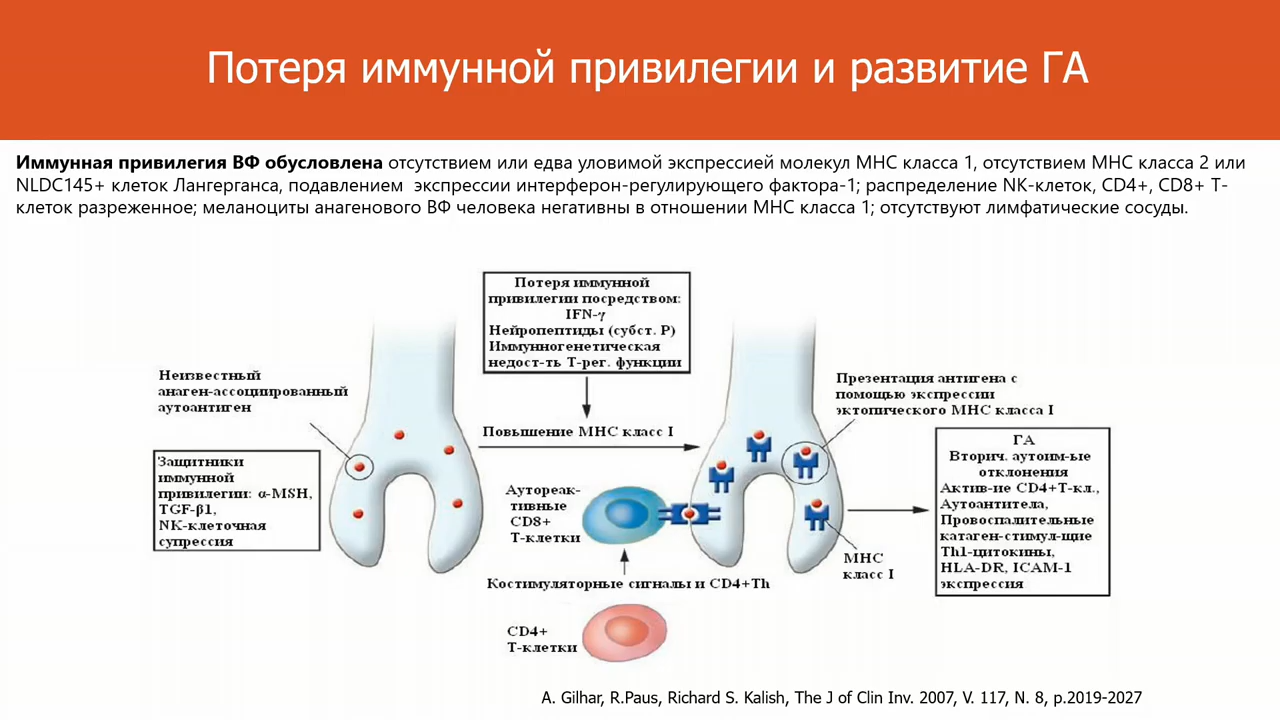 Потеря иммунной привилегии и развитие ГА
Иммунная привилегия ВФ обусловлена отсутствием или едва уловимой экспрессией молекул МНС класса 1, отсутствием МНС класса 2 или
NLDC145+ клеток Лангерганса, подавлением экспрессии интерферон-регулирующего фактора-1; распределение NK-клеток, CD4+, CD8+ Т-
клеток разреженное; меланоциты анагенового ВФ человека негативны в отношении МНС класса 1; отсутствуют лимфатические сосуды.
Потеря иммунной
привилегии посредством:
IFN-γ
Нейропептиды (субст. P)
Иммунногенетическая
недост-ть Т-рег. функции
Неизвестный
анаген-ассоциированный
аутоантиген
Защитники
иммунной
привилегии: α-MSH,
TGF-β1,
NK-клеточная
супрессия
Повышение МНС класс I
Аутореак-
тивные
CD8+
Т-клетки
Костимуляторные сигналы и CD4+Th
CD4+
Т-клетки
Презентация антигена с
помощью экспрессии
эктопического МНС класса I
МНС
класс I
ГА
Вторич. аутоим-ые
отклонения
Актив-ие CD4+Т-кл.,
Аутоантитела,
Провоспалительные
катаген-стимул-щие
Th1-цитокины,
HLA-DR, ICAM-1
экспрессия
A. Gilhar, R.Paus, Richard S. Kalish, The J of Clin Inv. 2007, V. 117, N. 8, p.2019-2027